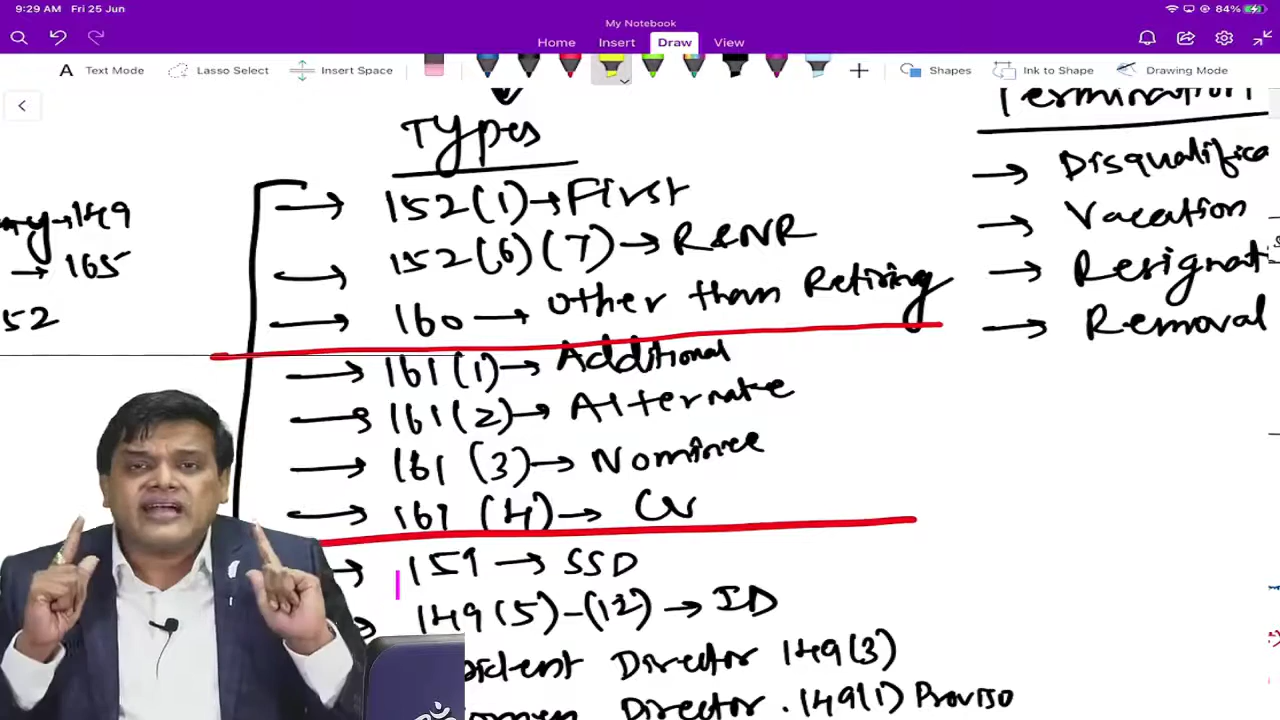 9:29 AM Fri 25 Jun
84%
My Notebook
Home Insert Draw View
A Text Mode Lasso Select Insert Space Shapes Ink to Shape Drawing Mode
Types
→ 152(1)→First
→ 152(6)(7)→R&NR
→ 160→Other than Retiring
→ 161(1)→Additional
→ 161(2)→Alternate
→ 161(3)→Nominee
→ 161(4)→CV
→ 159→SSD
149(5)-(12)→ID
Director 149(3)
Director. 149(1) Proviso
→149
→165
52
Termination
→ Disqualifica
→ Vacation
→ Resignat
→ Removal